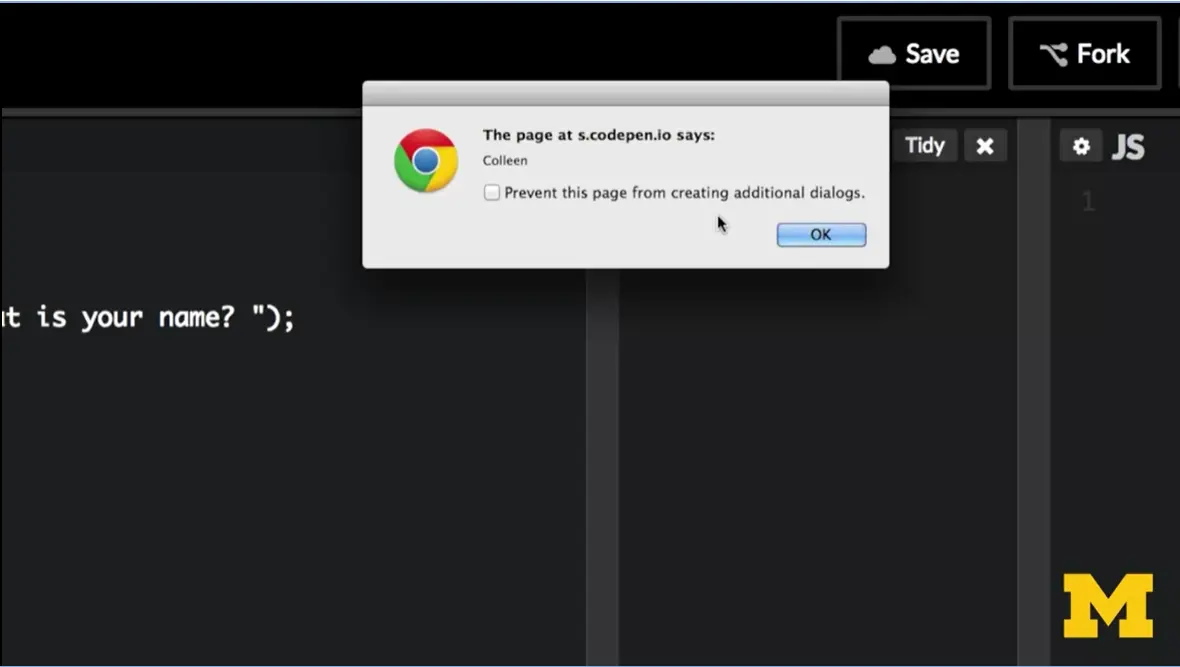 Save
Fork
The page at s.codepen.io says:
Colleen
Prevent this page from creating additional dialogs.
OK
Tidy
JS
1
t is your name? ");
M